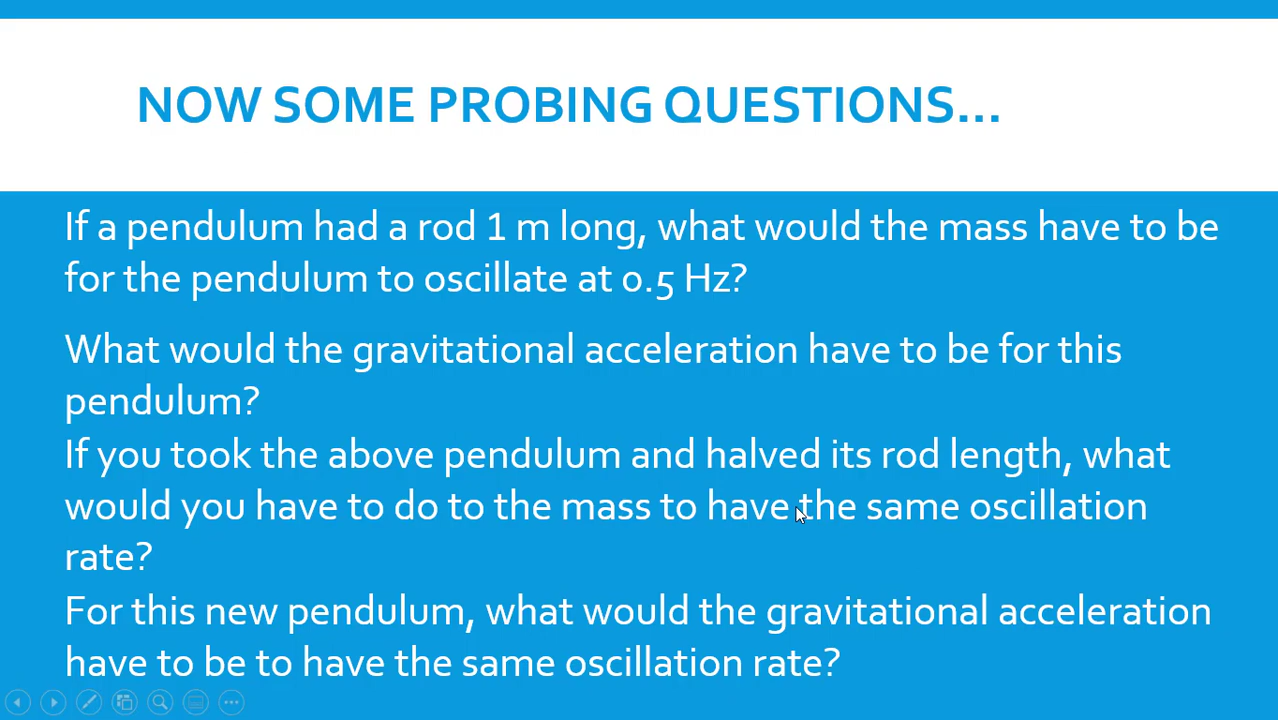 NOW SOME PROBING QUESTIONS...
If a pendulum had a rod 1 m long, what would the mass have to be
for the pendulum to oscillate at 0.5 Hz?
What would the gravitational acceleration have to be for this
pendulum?
If you took the above pendulum and halved its rod length, what
would you have to do to the mass to have the same oscillation
rate?
For this new pendulum, what would the gravitational acceleration
have to be to have the same oscillation rate?